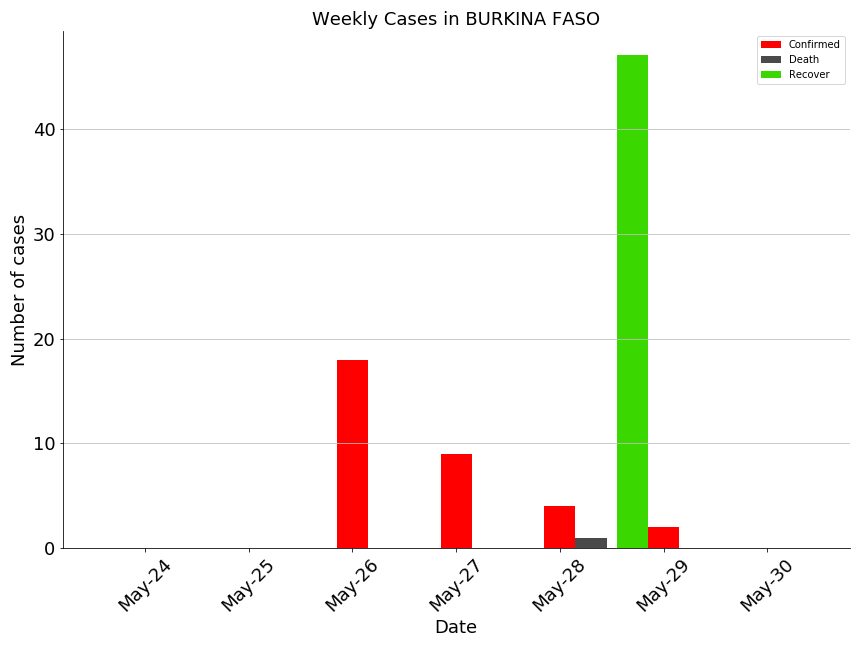 Weekly Cases in BURKINA FASO
Confirmed
Death
Recover
Number of cases
40
30
20
10
0
May-24
May-25
May-26
May-27
May-28
May-29
May-30
Date